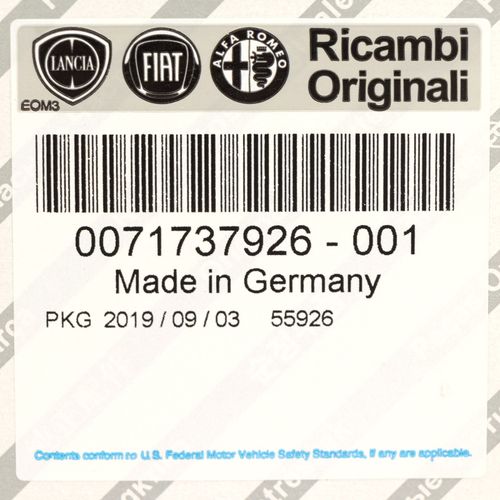 LANCIA FIAT ALFA ROMEO Ricambi
EOM3 Originali
0071737926 - 001
Made in Germany
PKG 2019 / 09 / 03 55926
Contents conform to U.S. Federal Motor Vehicle Safety Standards, if any are applicable.